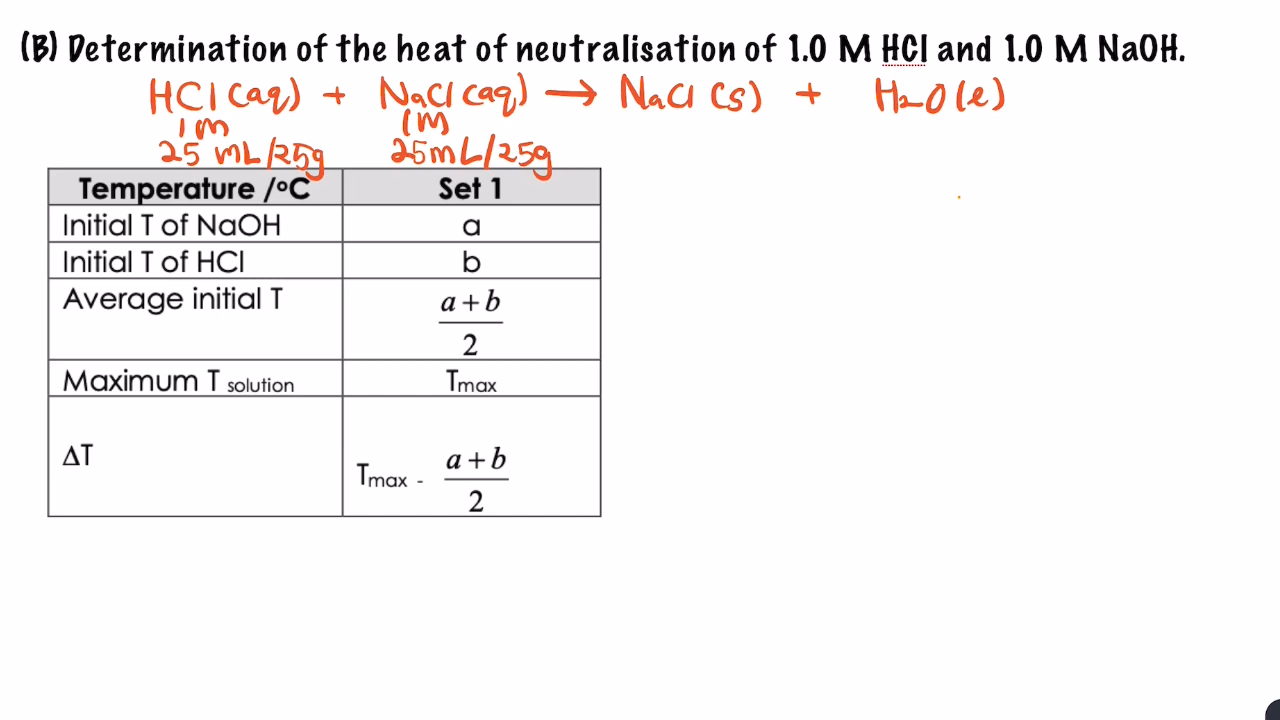 (B) Determination of the heat of neutralisation of 1.0 M HCl and 1.0 M NaOH.
HCl (aq) + NaCl (aq) → NaCl (s) + H2O (l)
1M 1M
25 mL/25g 25mL/25g
Temperature /°C Set 1
Initial T of NaOH a
Initial T of HCl b
Average initial T a + b
2
Maximum T solution Tmax
ΔT Tmax - a + b
2